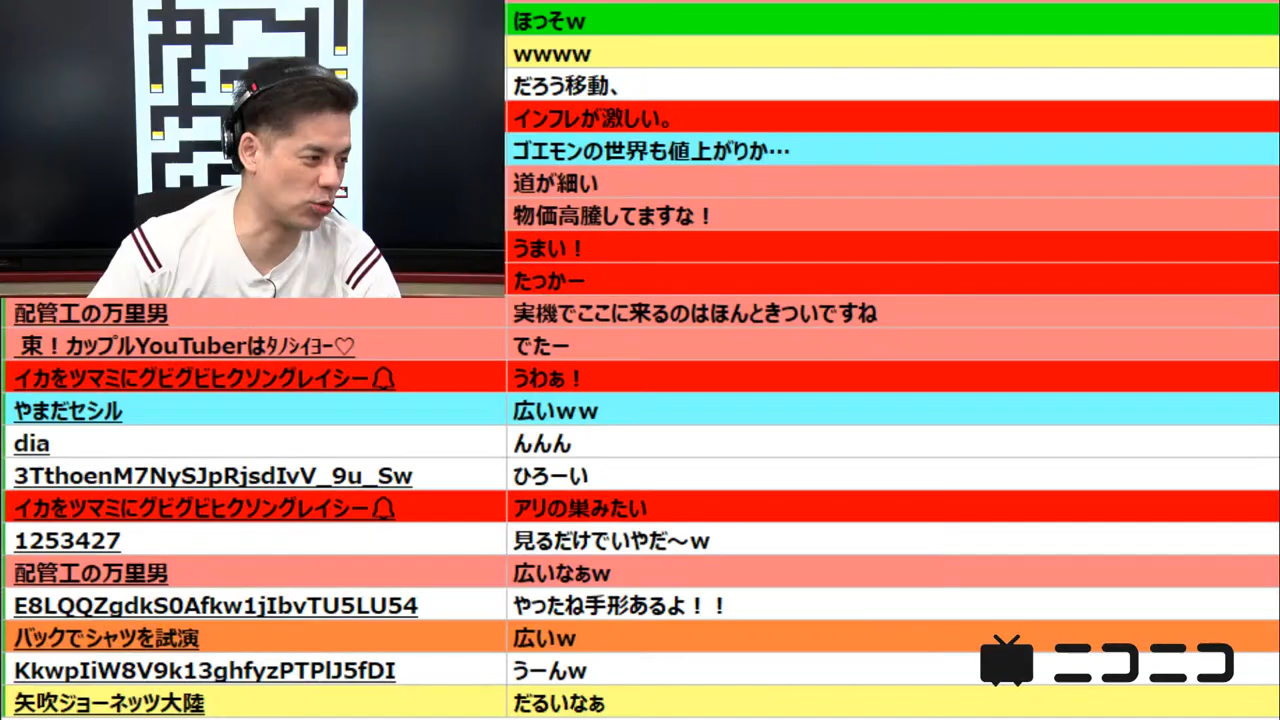 ほっそw
wwww
だろう移動、
インフレが激しい。
ゴエモンの世界も値上がりか…
道が細い
物価高騰してますな！
うまい！
たっかー
配管工の万里男 実機でここに来るのはほんときついですね
東！カップルYouTuberはﾀﾉｼｲﾖｰ♡ でたー
イカをツマミにグビグビヒクソングレイシー🔔 うわぁ！
やまだセシル 広いｗｗ
dia んんん
3TthoenM7NySJpRjsdIvV_9u_Sw ひろーい
イカをツマミにグビグビヒクソングレイシー🔔 アリの巣みたい
1253427 見るだけでいやだ～w
配管工の万里男 広いなぁw
E8LQQZgdkS0Afkw1jIbvTU5LU54 やったね手形あるよ！！
バックでシャツを試演 広いw
KkwpIiW8V9k13ghfyzPTPlJ5fDI うーんw
矢吹ジョーネッツ大陸 だるいなぁ
ニコニコ